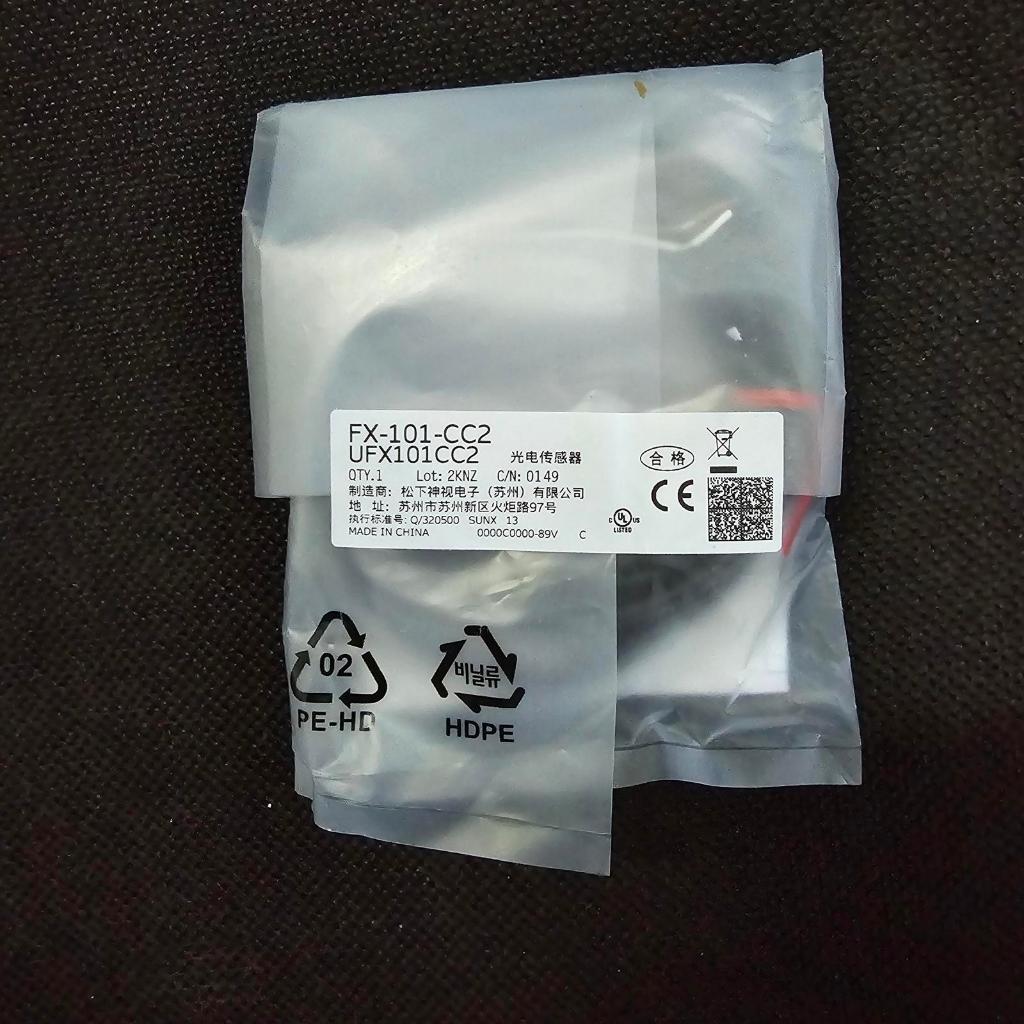 FX-101-CC2
UFX101CC2 光电传感器
QTY.1 Lot: 2KNZ C/N: 0149
制造商: 松下神视电子 (苏州) 有限公司
地 址: 苏州市苏州新区火炬路97号
执行标准号: Q/320500 SUNX 13
MADE IN CHINA 0000C0000-89V C
合格
CE
C UL US
LISTED
02
PE-HD
비닐류
HDPE